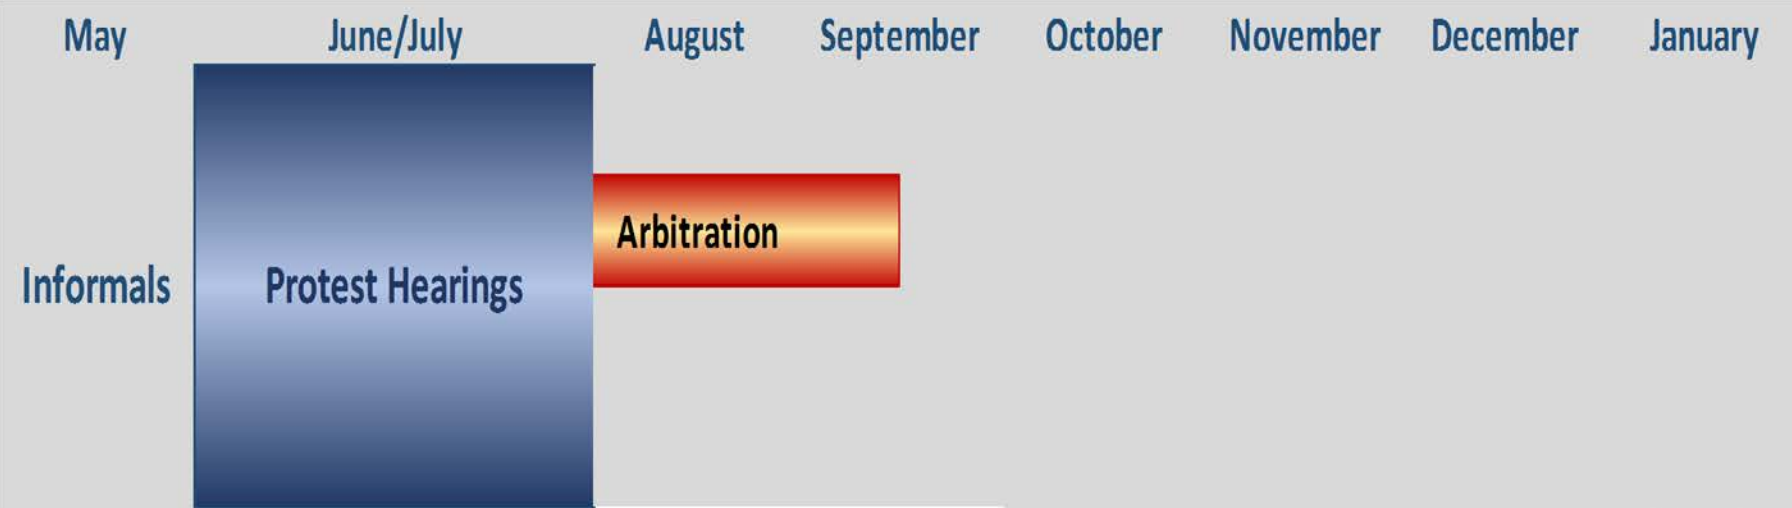 May June/July August September October November December January
Arbitration
Informals Protest Hearings